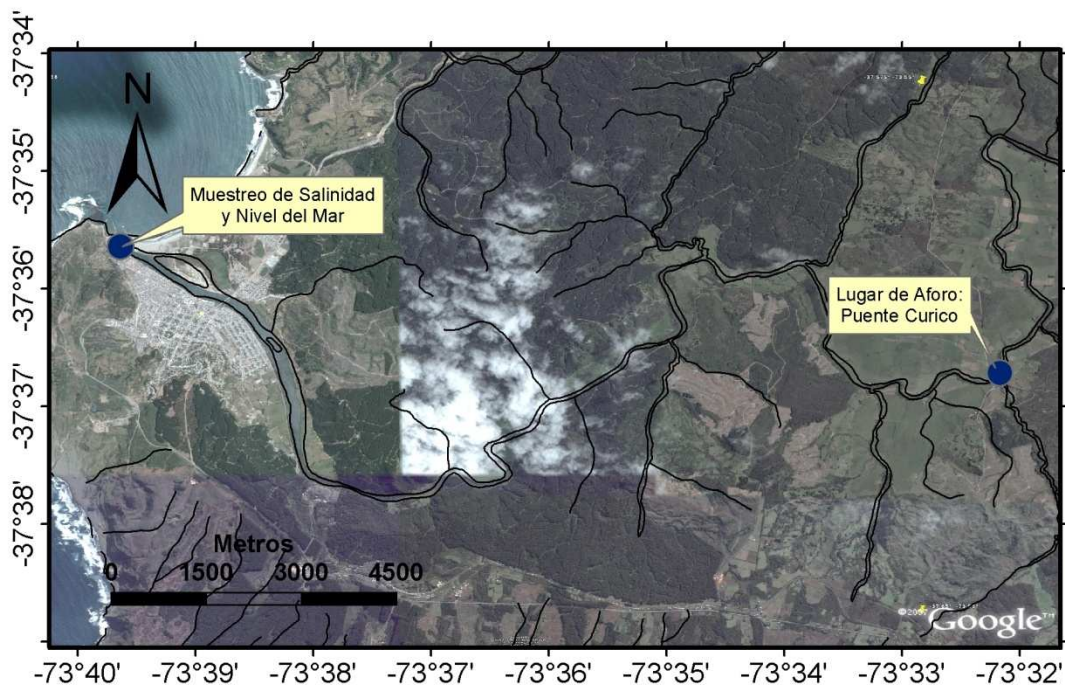 -37°34'
-37°35'
-37°36'
-37°37'
-37°38'
N
Muestreo de Salinidad
y Nivel del Mar
Lugar de Aforo:
Puente Curico
Metros
0 1500 3000 4500
Google™
-73°40' -73°39' -73°38' -73°37' -73°36' -73°35' -73°34' -73°33' -73°32'